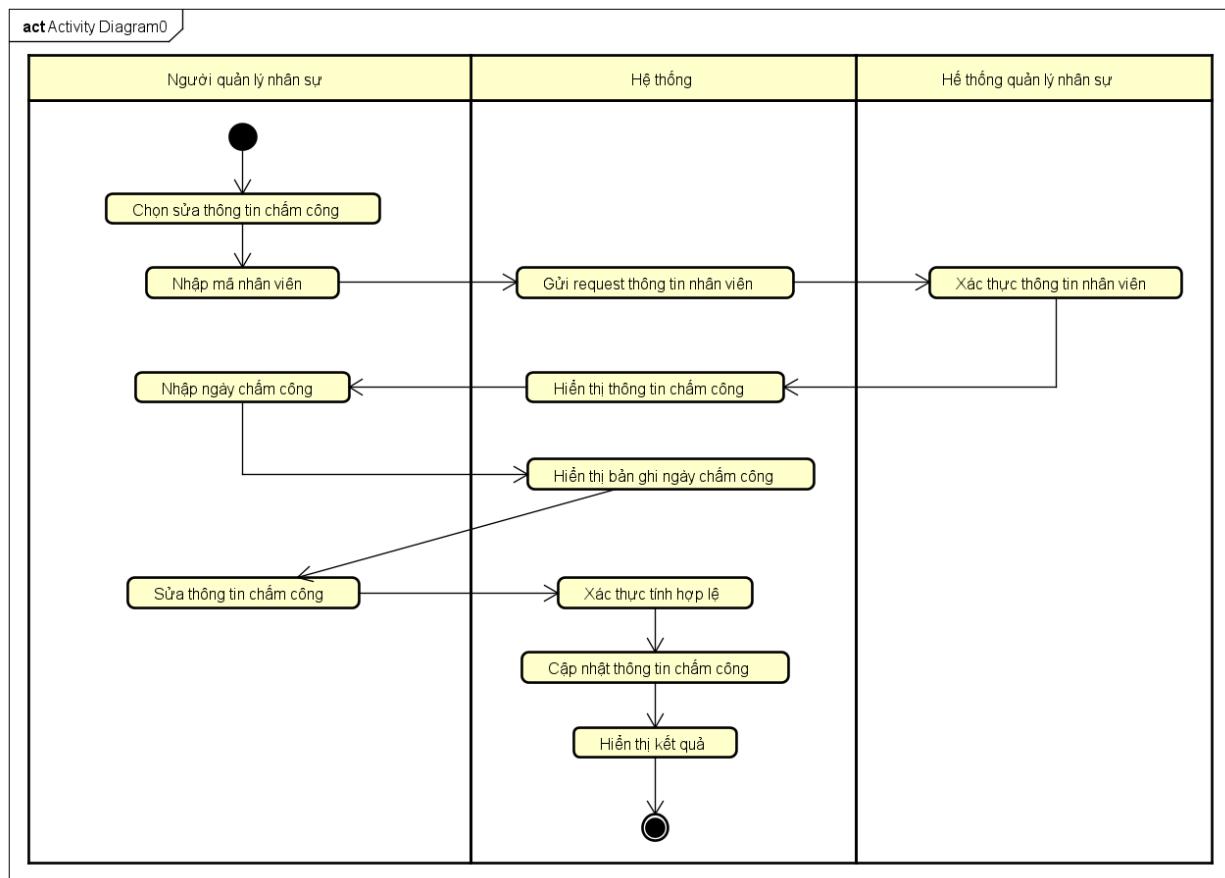 act Activity Diagram0
Người quản lý nhân sự
Hệ thống
Hế thống quản lý nhân sự
Chọn sửa thông tin chấm công
Nhập mã nhân viên
Gửi request thông tin nhân viên
Xác thực thông tin nhân viên
Nhập ngày chấm công
Hiển thị thông tin chấm công
Hiển thị bản ghi ngày chấm công
Sửa thông tin chấm công
Xác thực tính hợp lệ
Cập nhật thông tin chấm công
Hiển thị kết quả